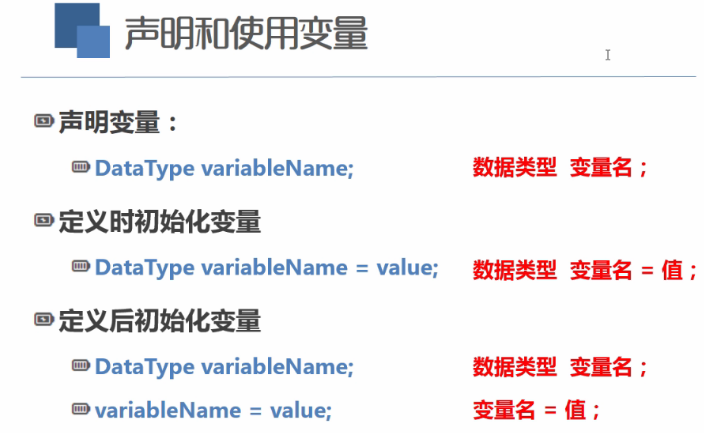 声明和使用变量
声明变量：
DataType variableName; 数据类型 变量名；
定义时初始化变量
DataType variableName = value; 数据类型 变量名 = 值；
定义后初始化变量
DataType variableName; 数据类型 变量名；
variableName = value; 变量名 = 值；